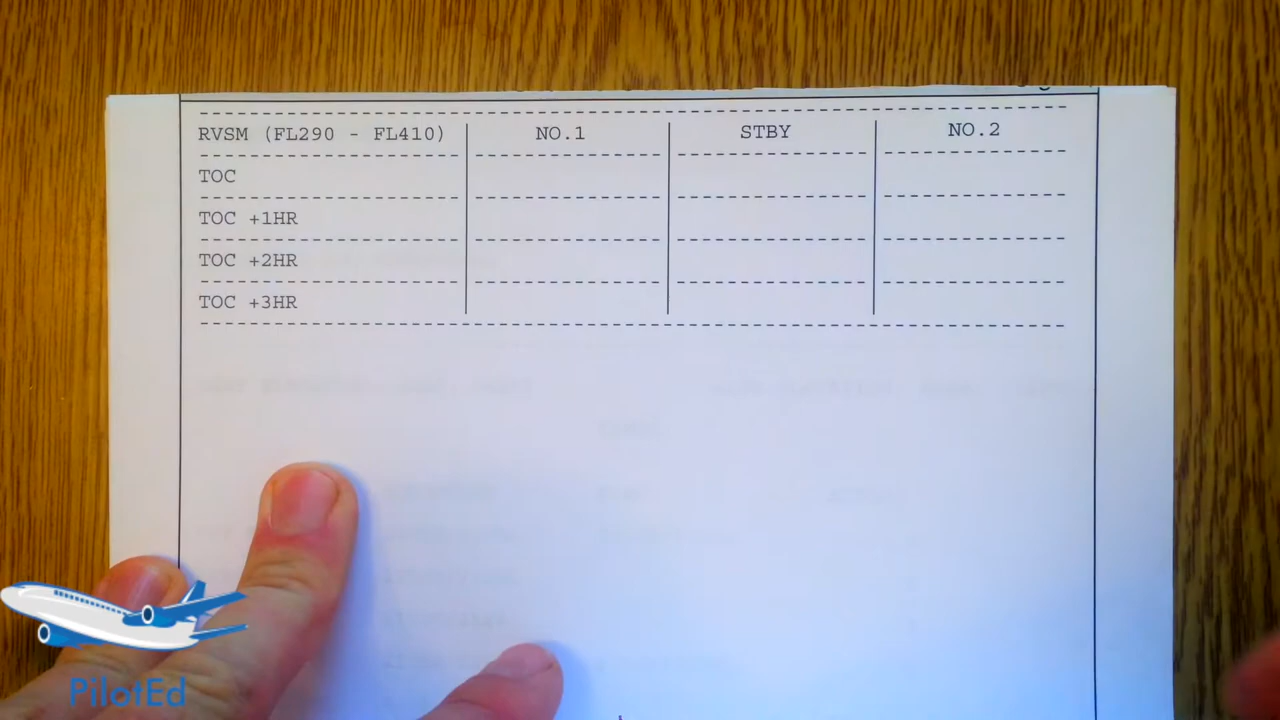 RVSM (FL290 - FL410) NO.1 STBY NO.2
TOC
TOC +1HR
TOC +2HR
TOC +3HR
PilotEd